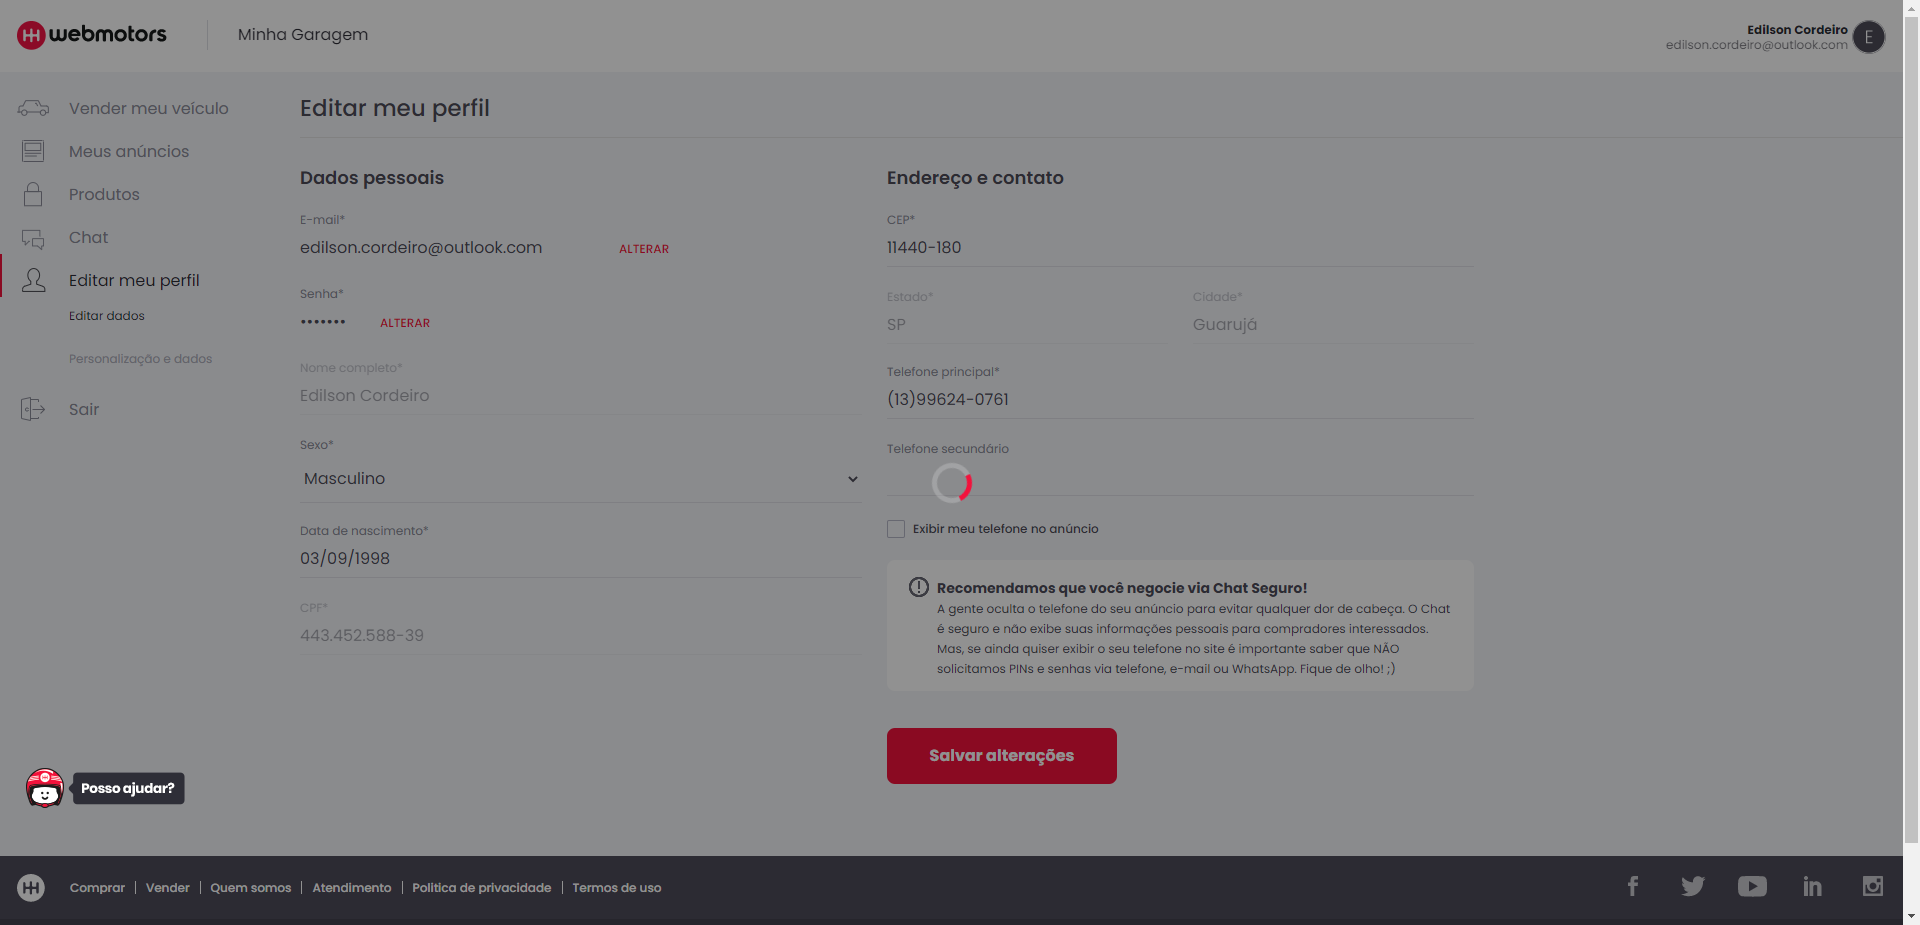 webmotors
Minha Garagem
Edilson Cordeiro
edilson.cordeiro@outlook.com
E
Vender meu veículo
Meus anúncios
Produtos
Chat
Editar meu perfil
Editar dados
Personalização e dados
Sair
Editar meu perfil
Dados pessoais
E-mail*
edilson.cordeiro@outlook.com ALTERAR
Senha*
••••••• ALTERAR
Nome completo*
Edilson Cordeiro
Sexo*
Masculino
Data de nascimento*
03/09/1998
CPF*
443.452.588-39
Endereço e contato
CEP*
11440-180
Estado* Cidade*
SP Guarujá
Telefone principal*
(13)99624-0761
Telefone secundário
Exibir meu telefone no anúncio
Recomendamos que você negocie via Chat Seguro!
A gente oculta o telefone do seu anúncio para evitar qualquer dor de cabeça. O Chat
é seguro e não exibe suas informações pessoais para compradores interessados.
Mas, se ainda quiser exibir o seu telefone no site é importante saber que NÃO
solicitamos PINs e senhas via telefone, e-mail ou WhatsApp. Fique de olho! ;)
Salvar alterações
Posso ajudar?
Comprar | Vender | Quem somos | Atendimento | Politica de privacidade | Termos de uso